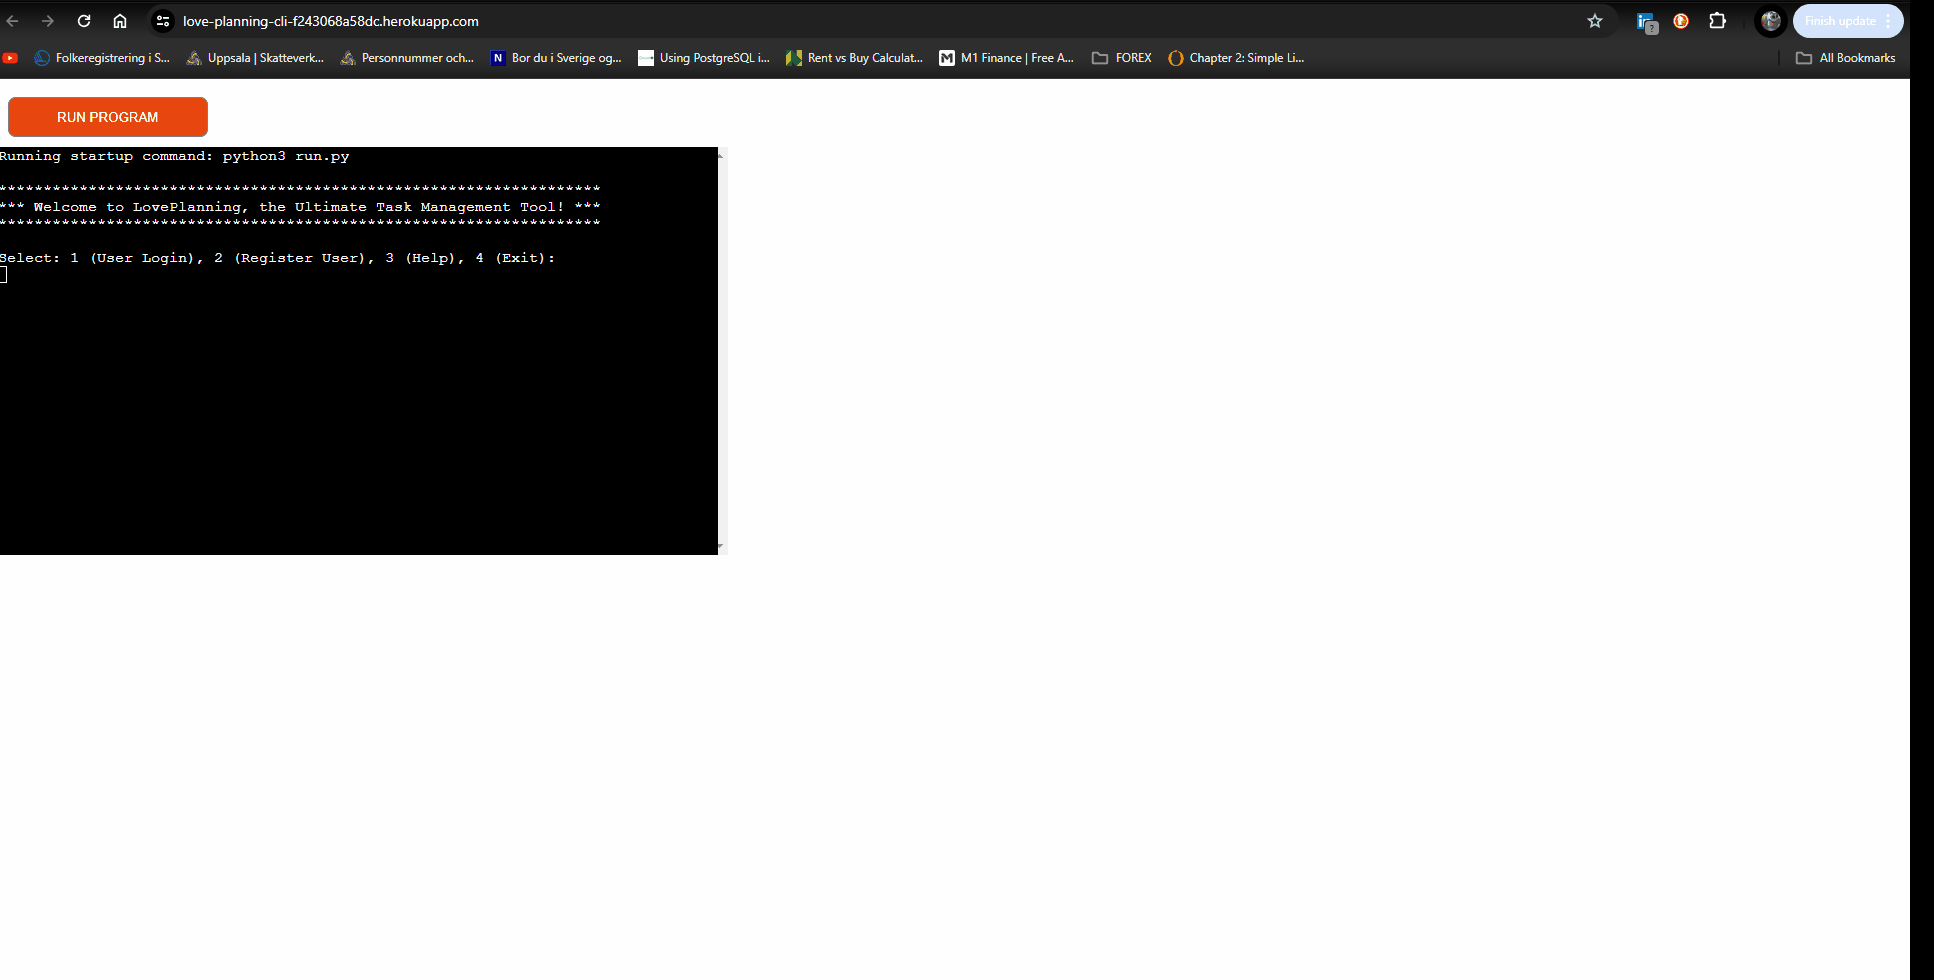 love-planning-cli-f243068a58dc.herokuapp.com
Finish update
Folkeregistrering i S...
Uppsala | Skatteverk...
Personnummer och...
N
Bor du i Sverige og...
Using PostgreSQL i...
Rent vs Buy Calculat...
M
M1 Finance | Free A...
FOREX
Chapter 2: Simple Li...
All Bookmarks
RUN PROGRAM
Running startup command: python3 run.py
*******************************************************************
*** Welcome to LovePlanning, the Ultimate Task Management Tool! ***
*******************************************************************
Select: 1 (User Login), 2 (Register User), 3 (Help), 4 (Exit):